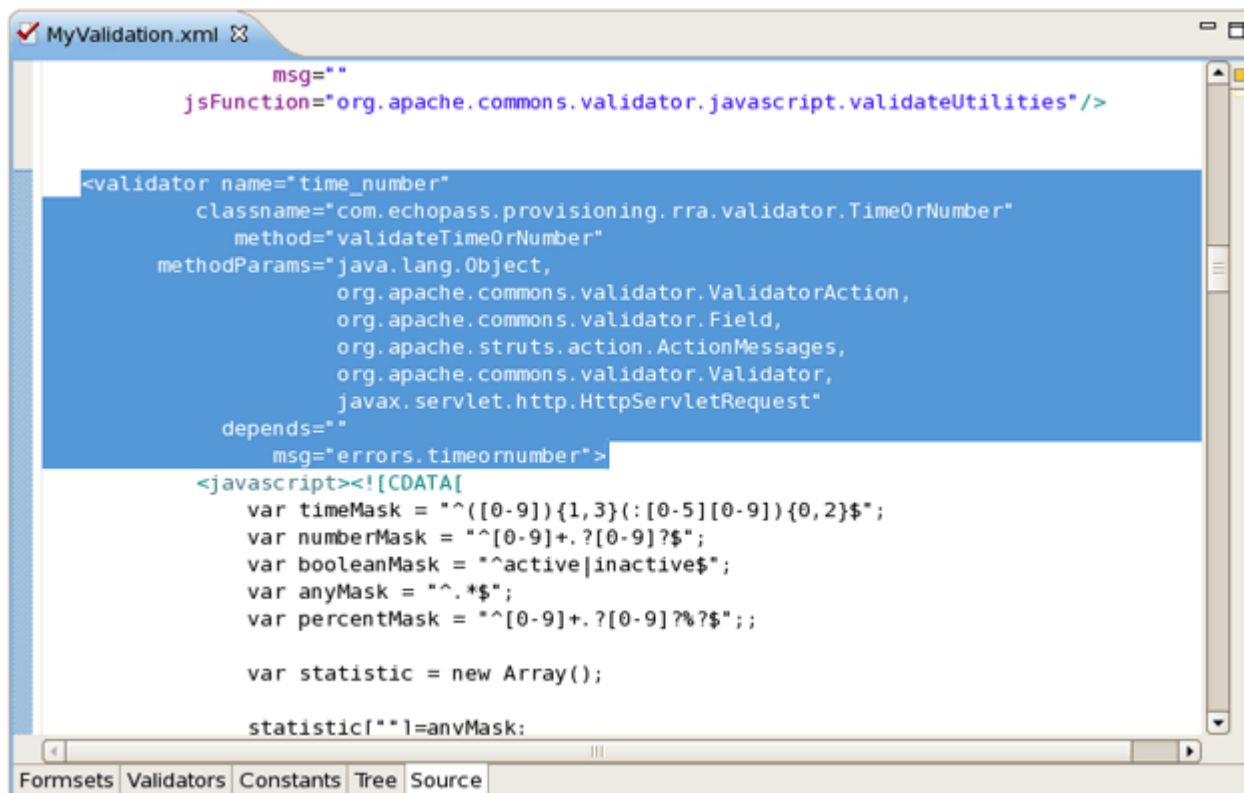 MyValidation.xml
msg=""
jsFunction="org.apache.commons.validator.javascript.validateUtilities"/>
<validator name="time_number"
classname="com.echopass.provisioning.rra.validator.TimeOrNumber"
method="validateTimeOrNumber"
methodParams="java.lang.Object,
org.apache.commons.validator.ValidatorAction,
org.apache.commons.validator.Field,
org.apache.struts.action.ActionMessages,
org.apache.commons.validator.Validator,
javax.servlet.http.HttpServletRequest"
depends=""
msg="errors.timeornumber">
<javascript><![CDATA[
var timeMask = "^([0-9]){1,3}(:[0-5][0-9]){0,2}$";
var numberMask = "^[0-9]+.?[0-9]?$";
var booleanMask = "^active|inactive$";
var anyMask = "^.*$";
var percentMask = "^[0-9]+.?[0-9]?%?$";;
var statistic = new Array();
statistic[""]=anyMask;
Formsets Validators Constants Tree Source